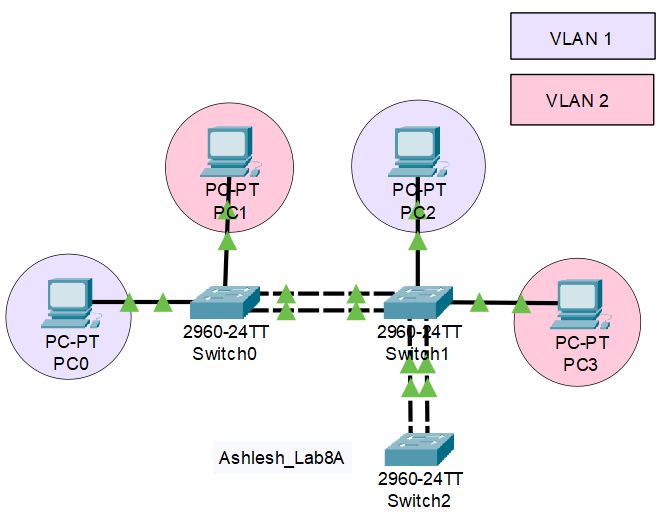 VLAN 1
VLAN 2
PC-PT
PC1
PC-PT
PC2
PC-PT
PC0
2960-24TT
Switch0
2960-24TT
Switch1
PC-PT
PC3
Ashlesh_Lab8A
2960-24TT
Switch2